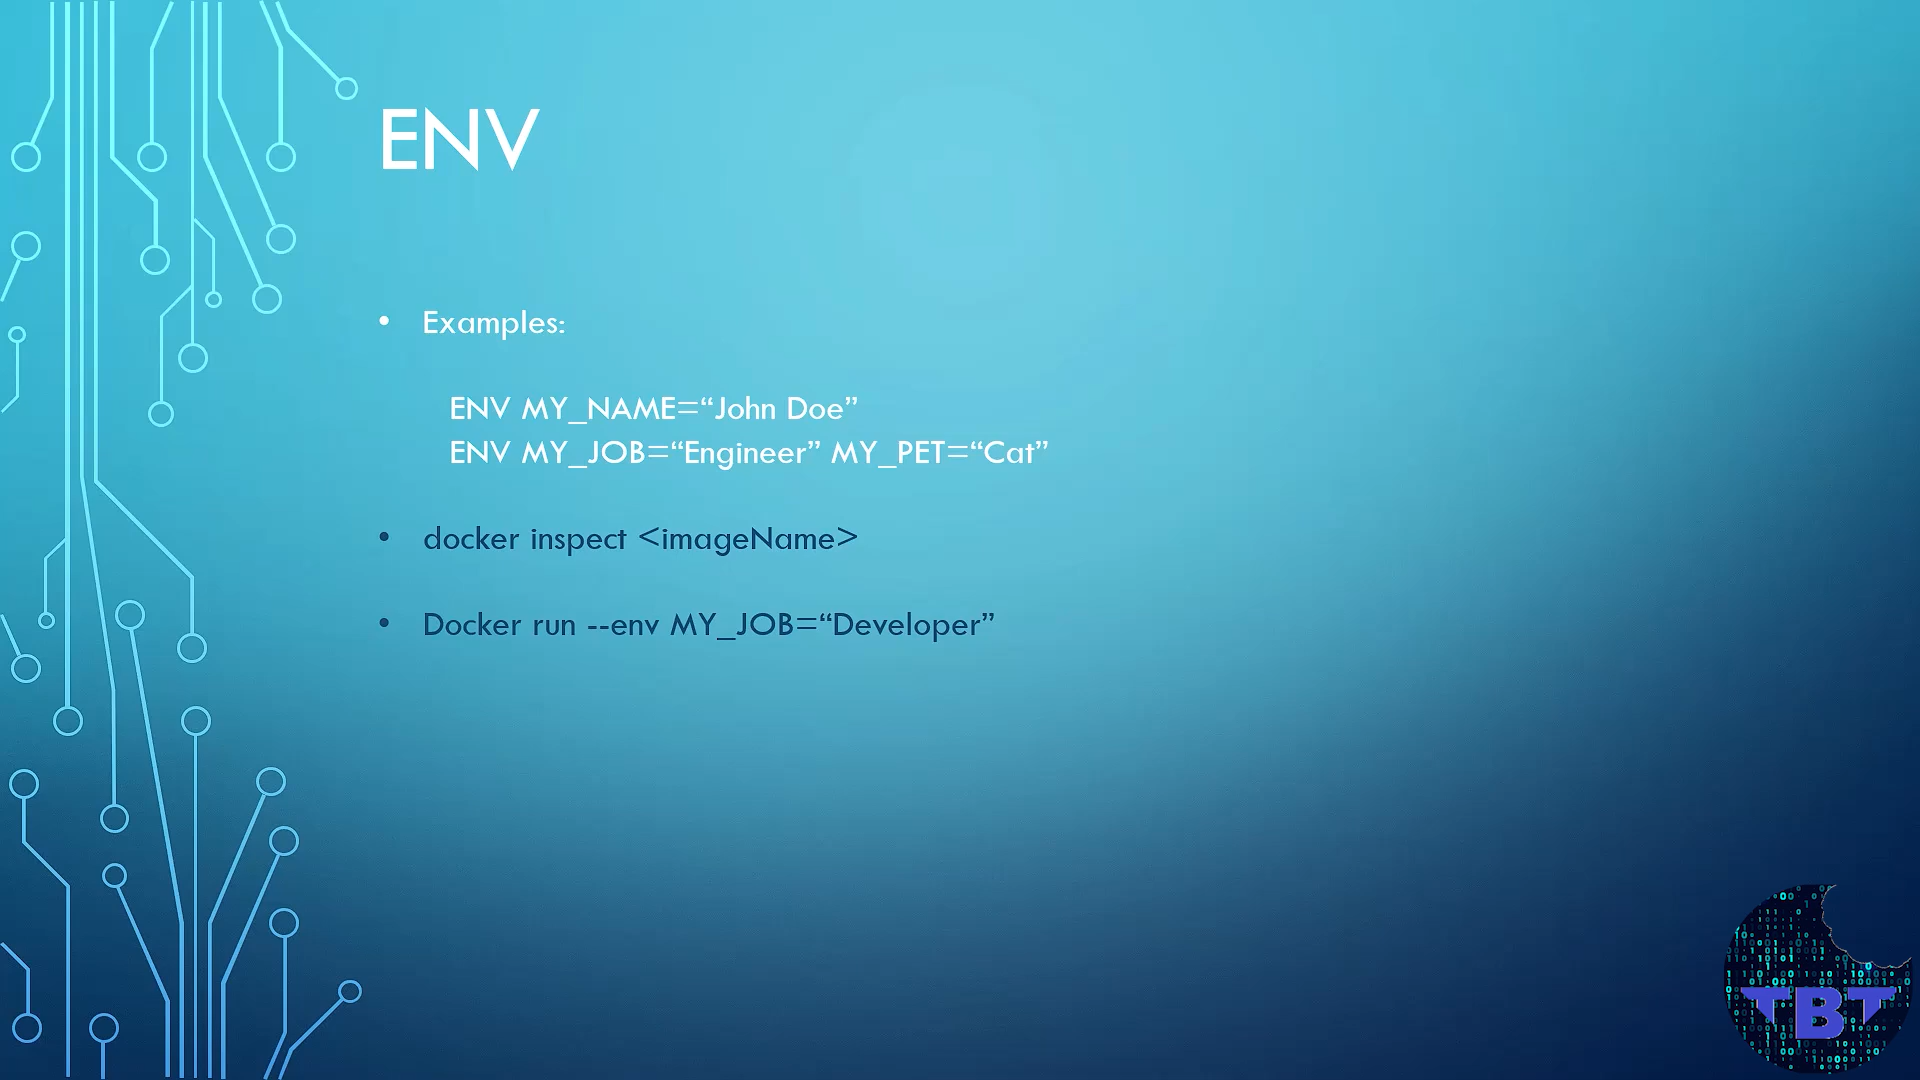 ENV
• Examples:
ENV MY_NAME=“John Doe”
ENV MY_JOB=“Engineer” MY_PET=“Cat”
• docker inspect <imageName>
• Docker run --env MY_JOB=“Developer”
TBT